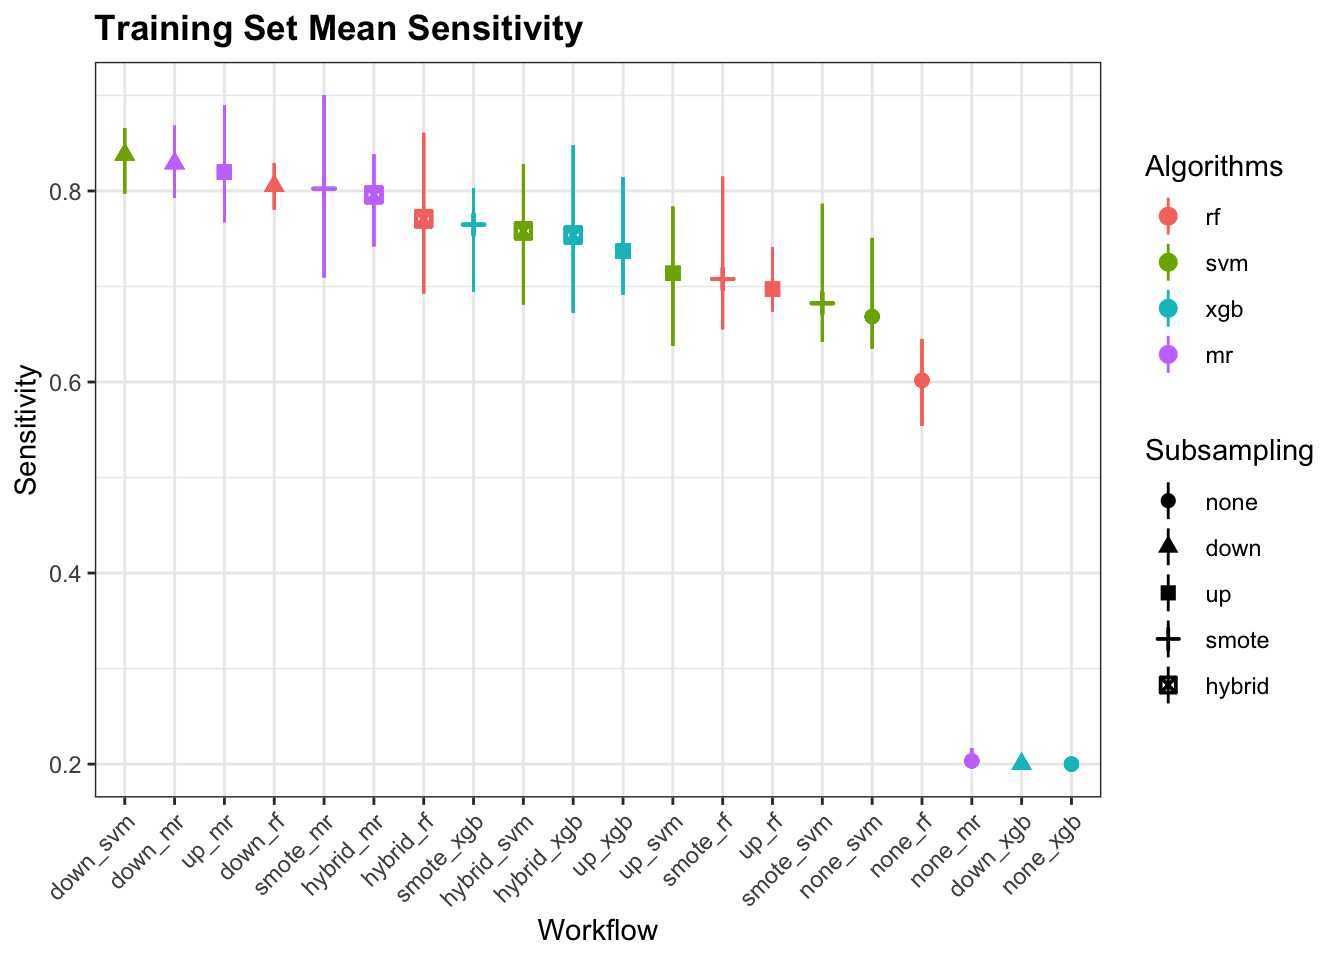 Training Set Mean Sensitivity
Sensitivity
0.8
0.6
0.4
0.2
down_svm
down_mr
up_mr
down_rf
smote_mr
hybrid_mr
hybrid_rf
smote_xgb
hybrid_svm
hybrid_xgb
up_xgb
up_svm
smote_rf
up_rf
smote_svm
none_svm
none_rf
none_mr
down_xgb
none_xgb
Workflow
Algorithms
rf
svm
xgb
mr
Subsampling
none
down
up
smote
hybrid